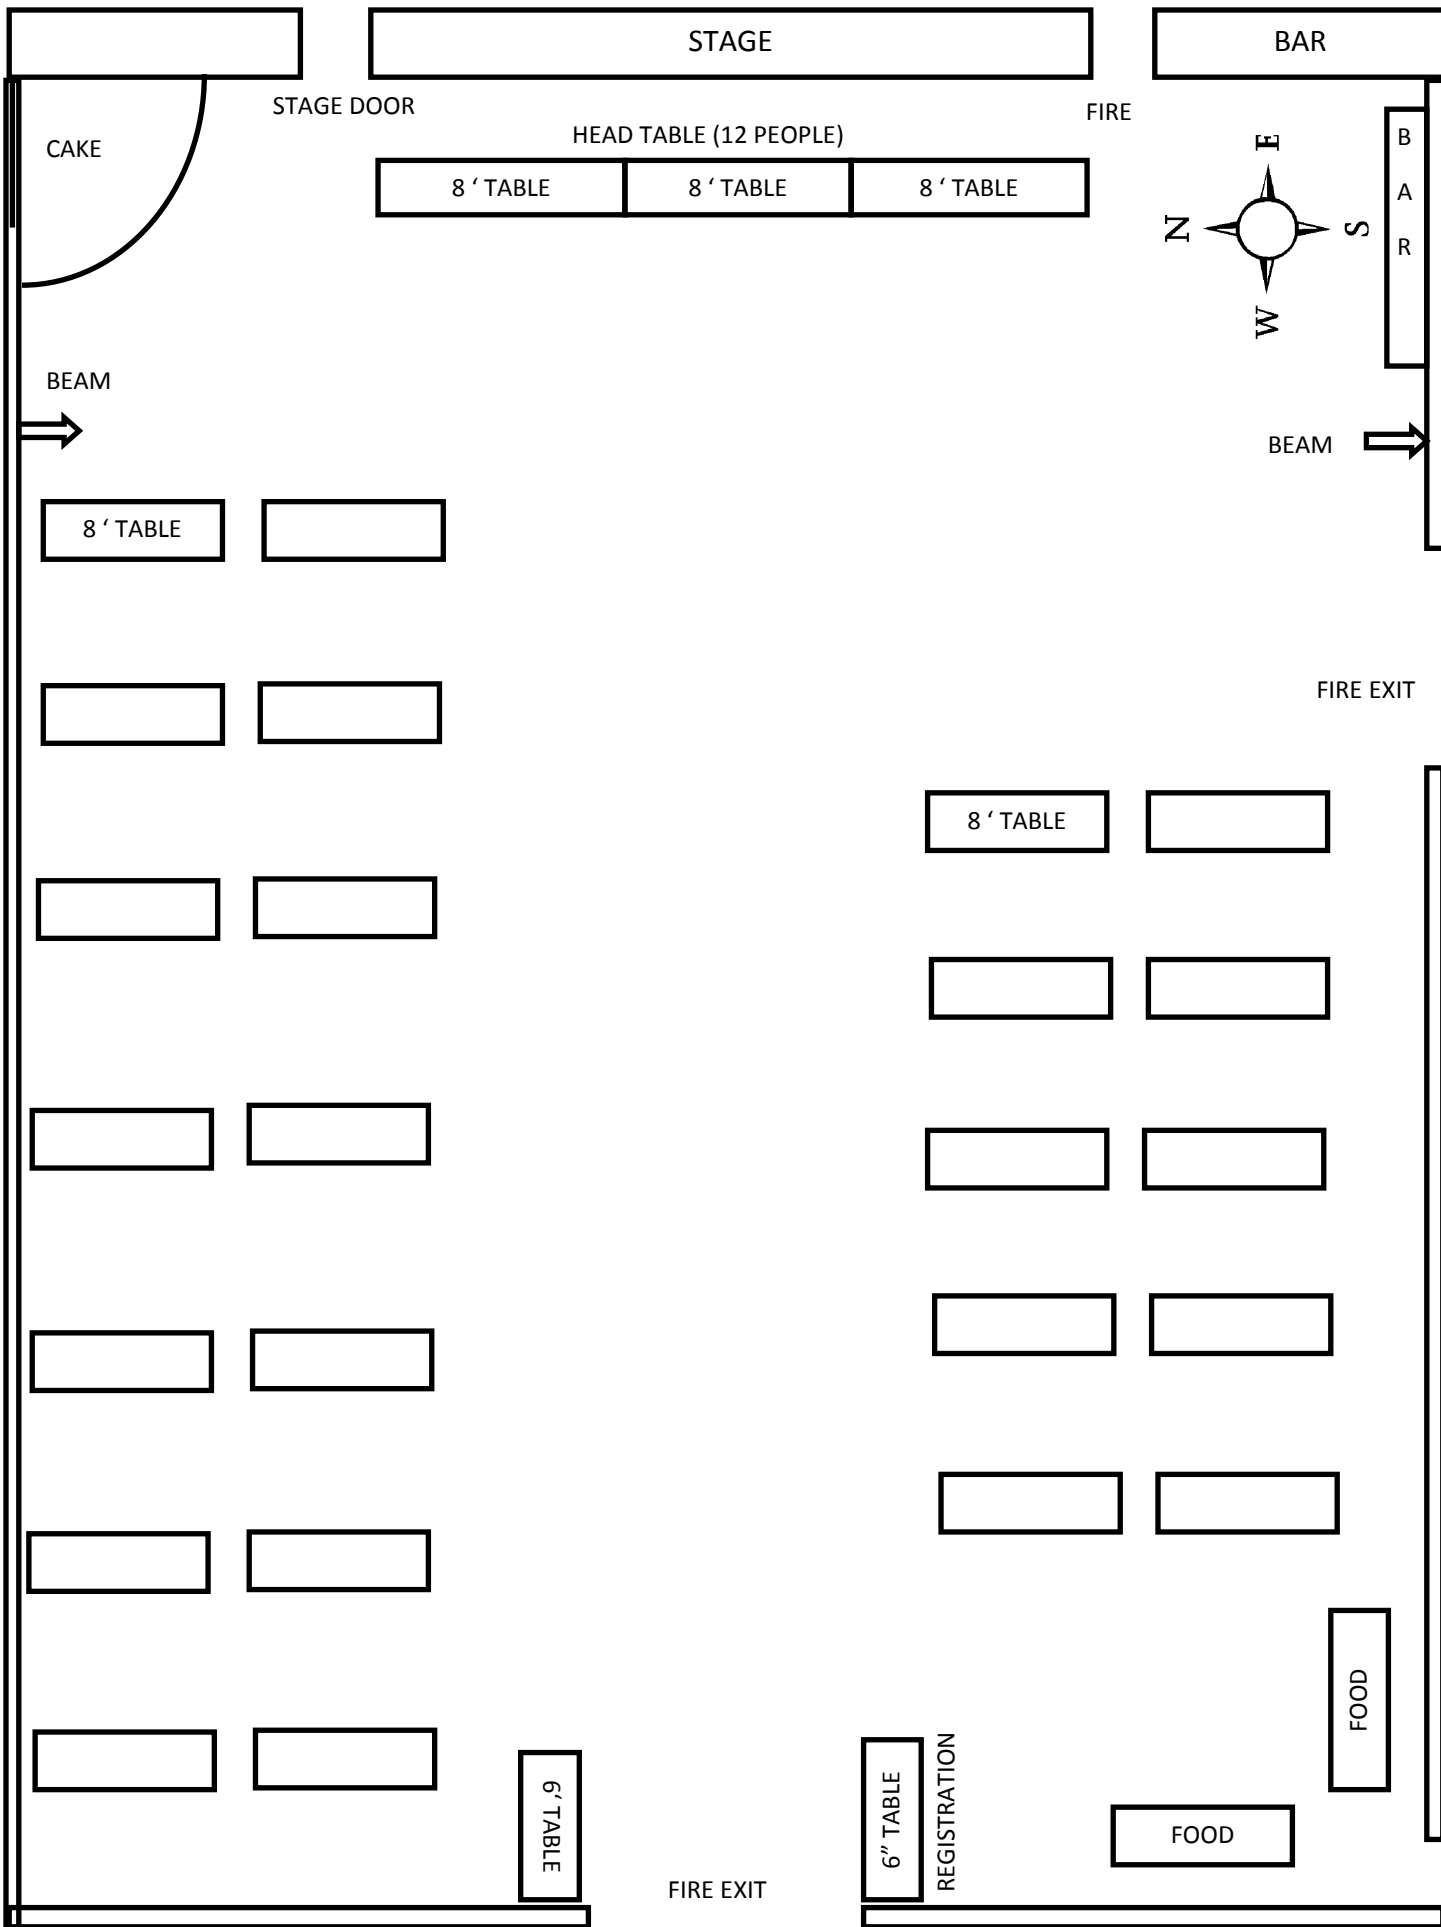 STAGE
BAR
STAGE DOOR
FIRE
CAKE
HEAD TABLE (12 PEOPLE)
8 ‘ TABLE
8 ‘ TABLE
8 ‘ TABLE
E
N
S
W
B
A
R
BEAM
BEAM
8 ‘ TABLE
FIRE EXIT
8 ‘ TABLE
FOOD
6’ TABLE
6” TABLE
REGISTRATION
FOOD
FIRE EXIT